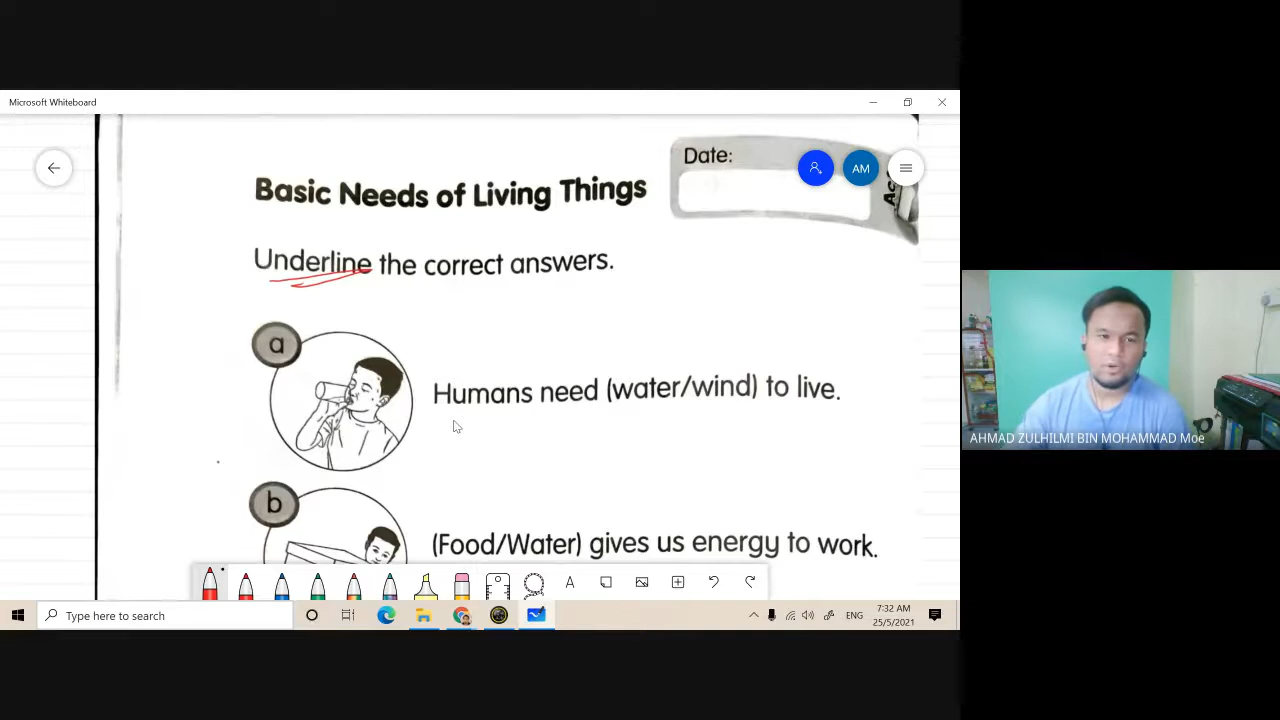 Microsoft Whiteboard
Date:
AM
Basic Needs of Living Things
Underline the correct answers.
a
Humans need (water/wind) to live.
AHMAD ZULHILMI BIN MOHAMMAD Moe
b
(Food/Water) gives us energy to work.
A
Type here to search
ENG
7:32 AM
25/5/2021